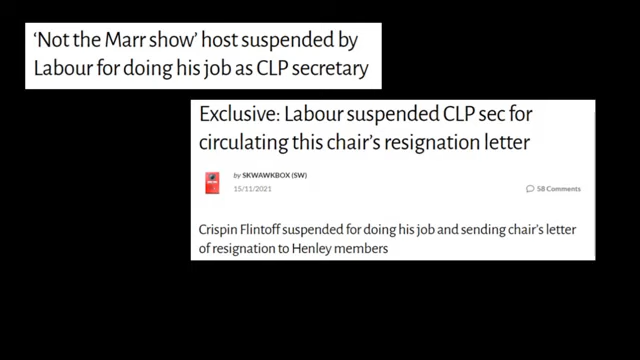 ‘Not the Marr show’ host suspended by
Labour for doing his job as CLP secretary
Exclusive: Labour suspended CLP sec for
circulating this chair’s resignation letter
by SKWAWKBOX (SW)
15/11/2021
58 Comments
Crispin Flintoff suspended for doing his job and sending chair’s letter
of resignation to Henley members